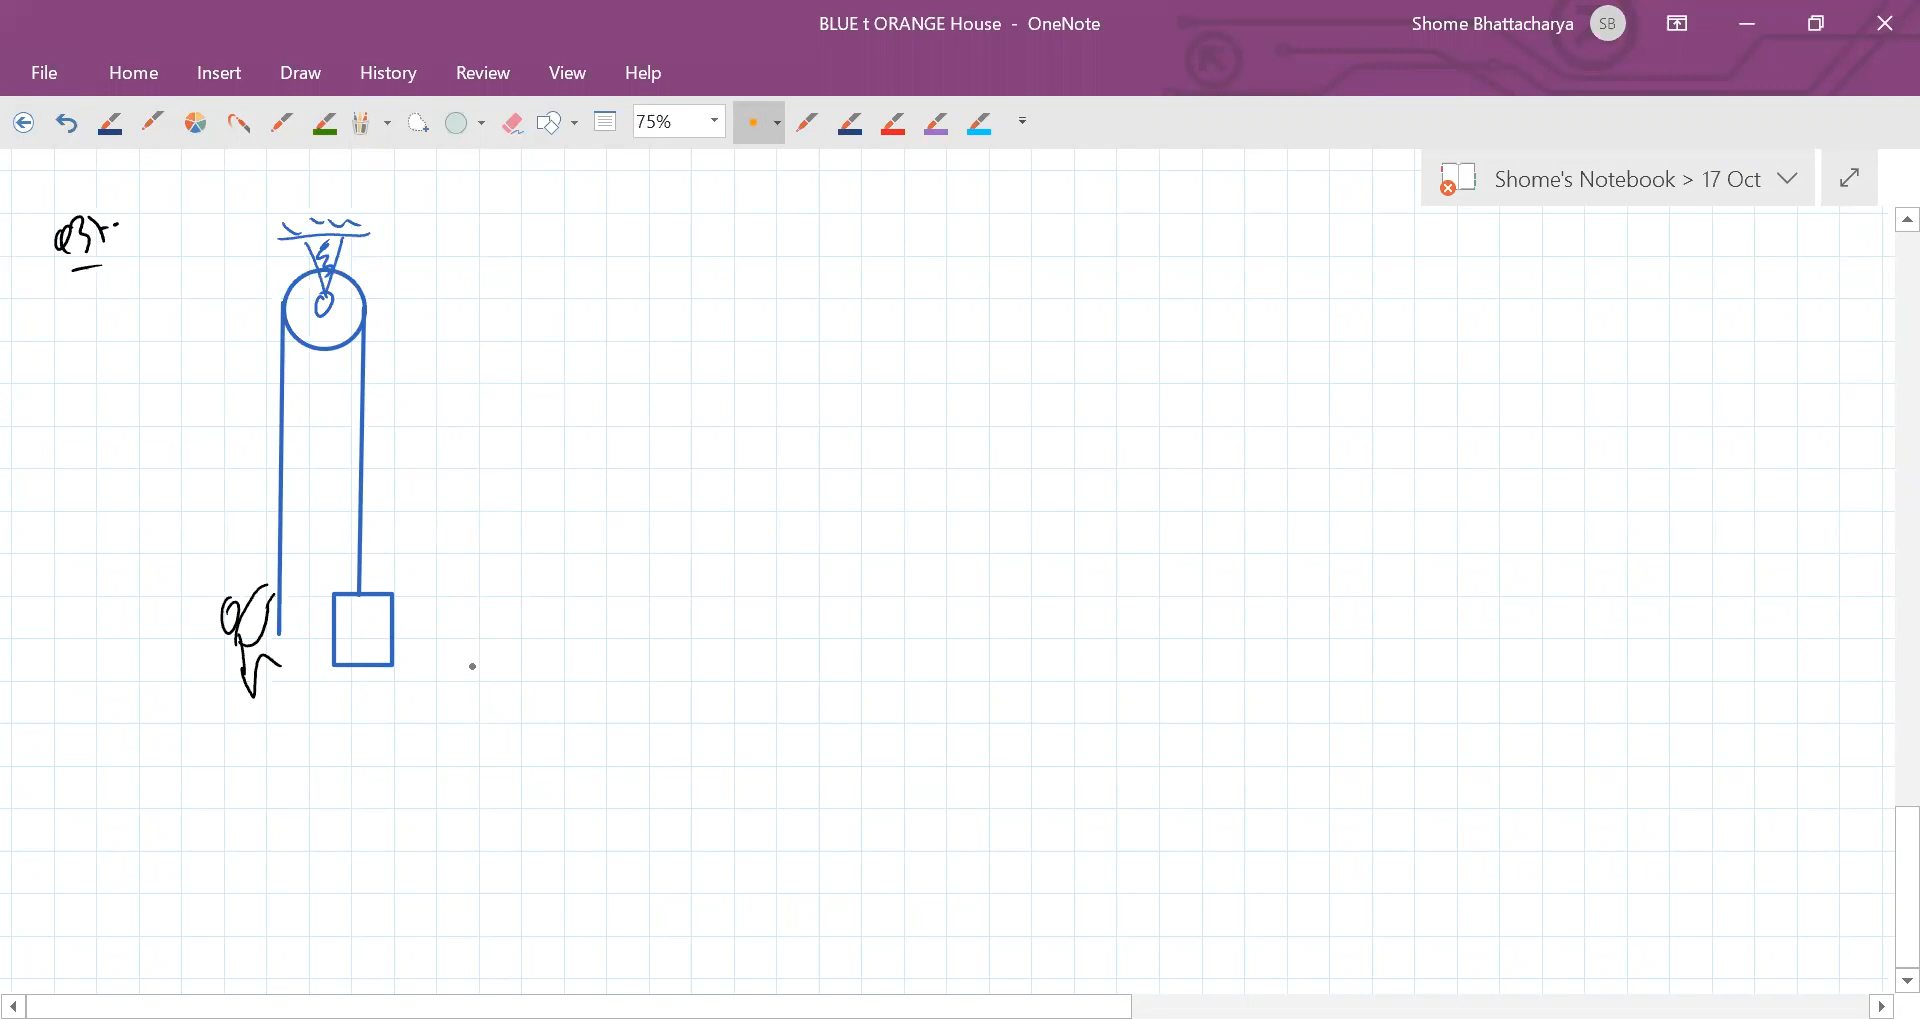 BLUE t ORANGE House - OneNote
Shome Bhattacharya SB
File Home Insert Draw History Review View Help
75%
Shome's Notebook > 17 Oct